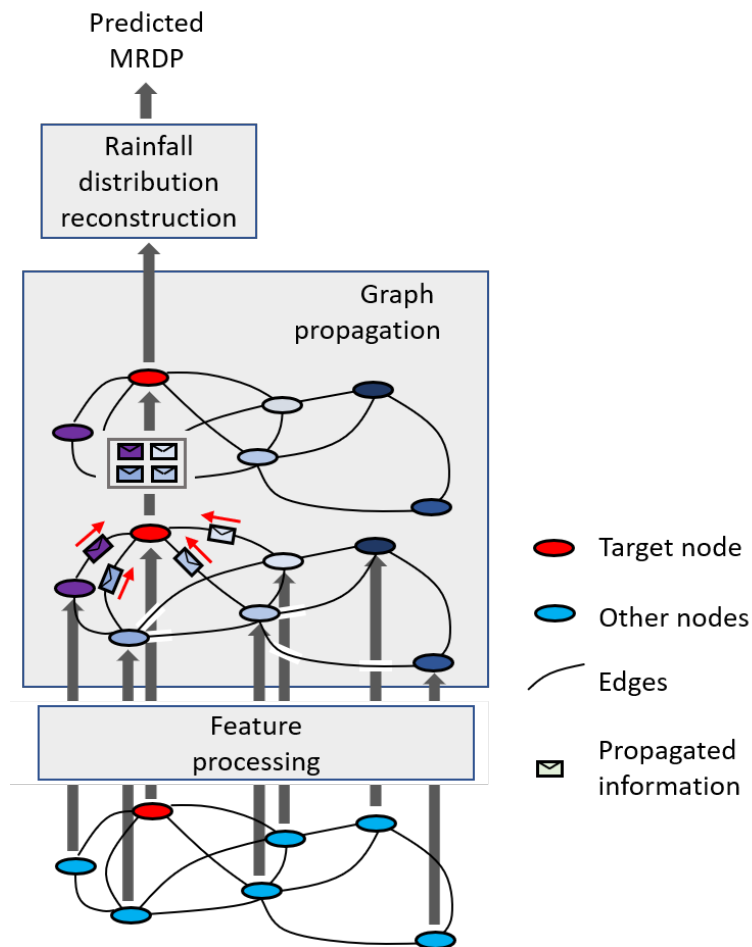 Predicted
MRDP
Rainfall
distribution
reconstruction
Graph
propagation
Target node
Other nodes
Edges
Propagated
information
Feature
processing